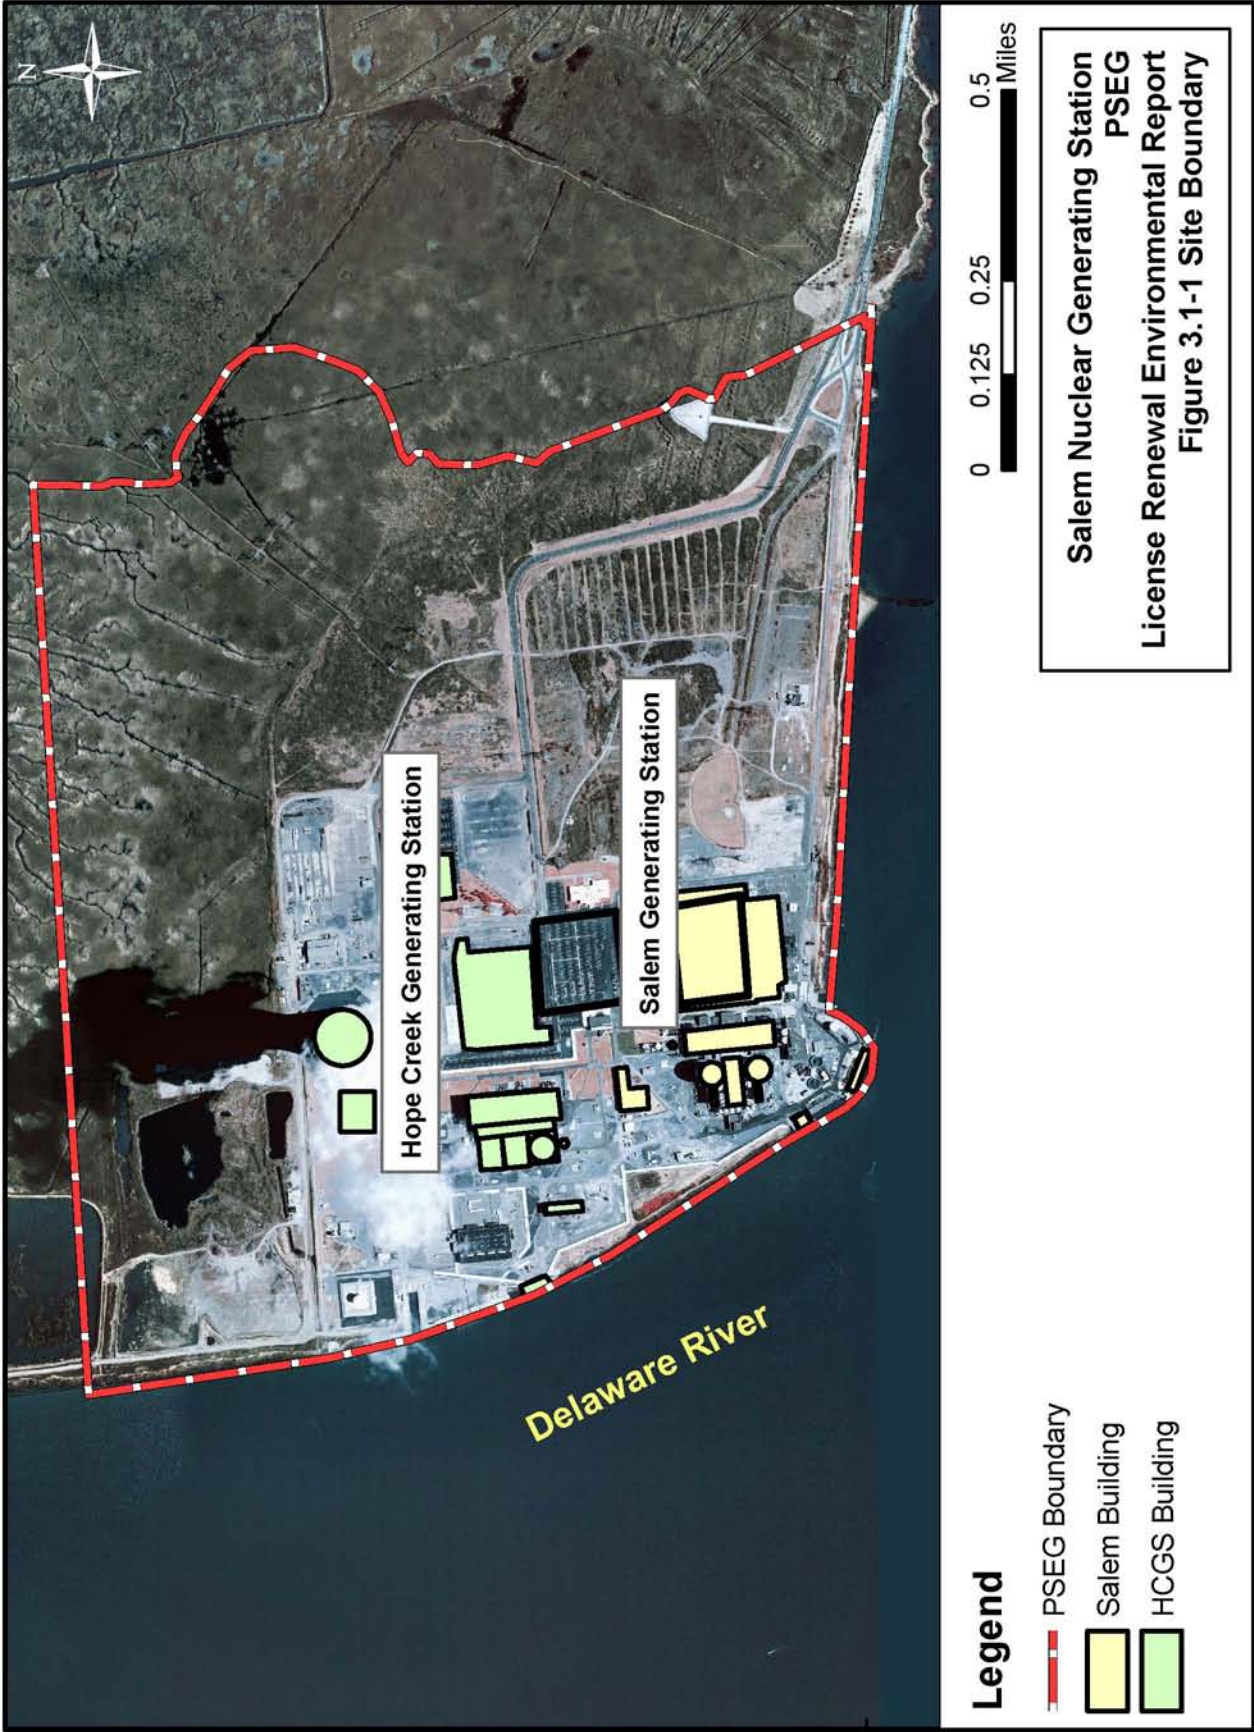 N
Hope Creek Generating Station
Salem Generating Station
Delaware River
Legend
PSEG Boundary
Salem Building
HCGS Building
0 0.125 0.25 0.5
Miles
Salem Nuclear Generating Station
PSEG
License Renewal Environmental Report
Figure 3.1-1 Site Boundary